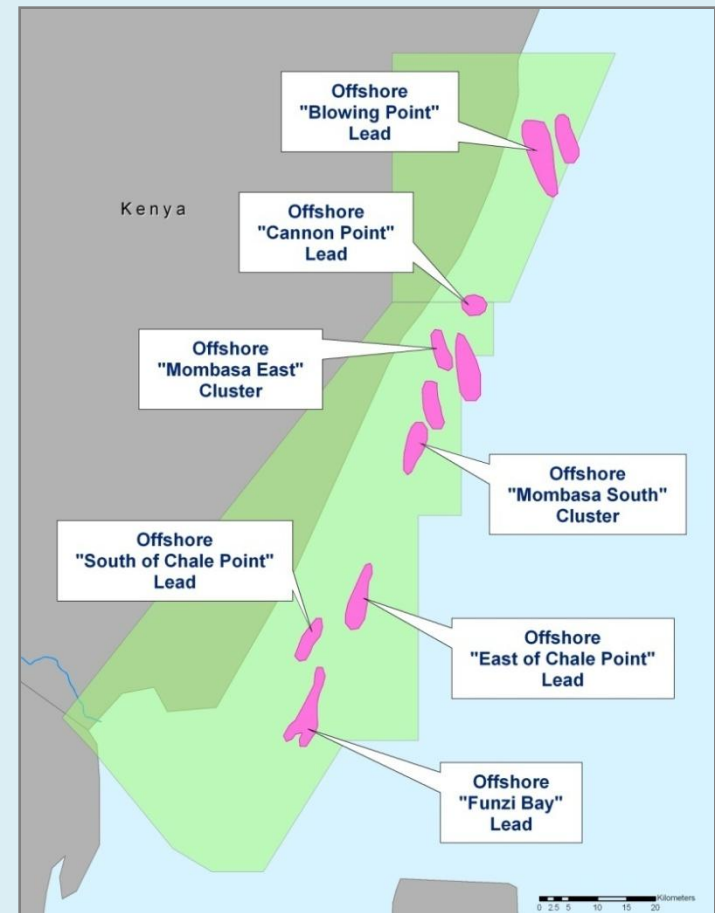 Offshore
"Blowing Point"
Lead
Kenya
Offshore
"Cannon Point"
Lead
Offshore
"Mombasa East"
Cluster
Offshore
"Mombasa South"
Cluster
Offshore
"South of Chale Point"
Lead
Offshore
"East of Chale Point"
Lead
Offshore
"Funzi Bay"
Lead
Kilometers
0 2.5 5 10 15 20